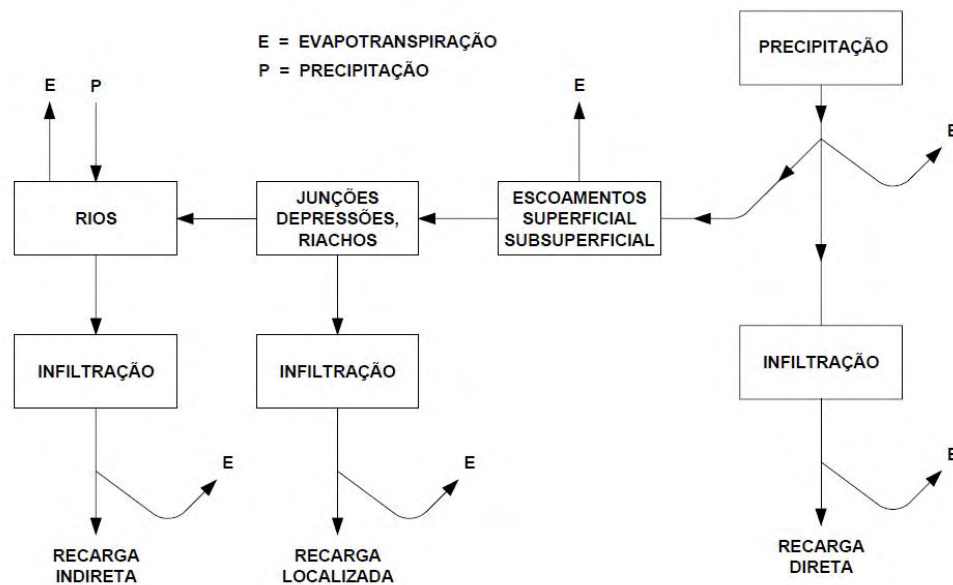 E = EVAPOTRANSPIRAÇÃO
P = PRECIPITAÇÃO
PRECIPITAÇÃO
E
P
E
E
RIOS
JUNÇÕES
DEPRESSÕES,
RIACHOS
ESCOAMENTOS
SUPERFICIAL
SUBSUPERFICIAL
INFILTRAÇÃO
INFILTRAÇÃO
INFILTRAÇÃO
E
E
E
RECARGA
INDIRETA
RECARGA
LOCALIZADA
RECARGA
DIRETA